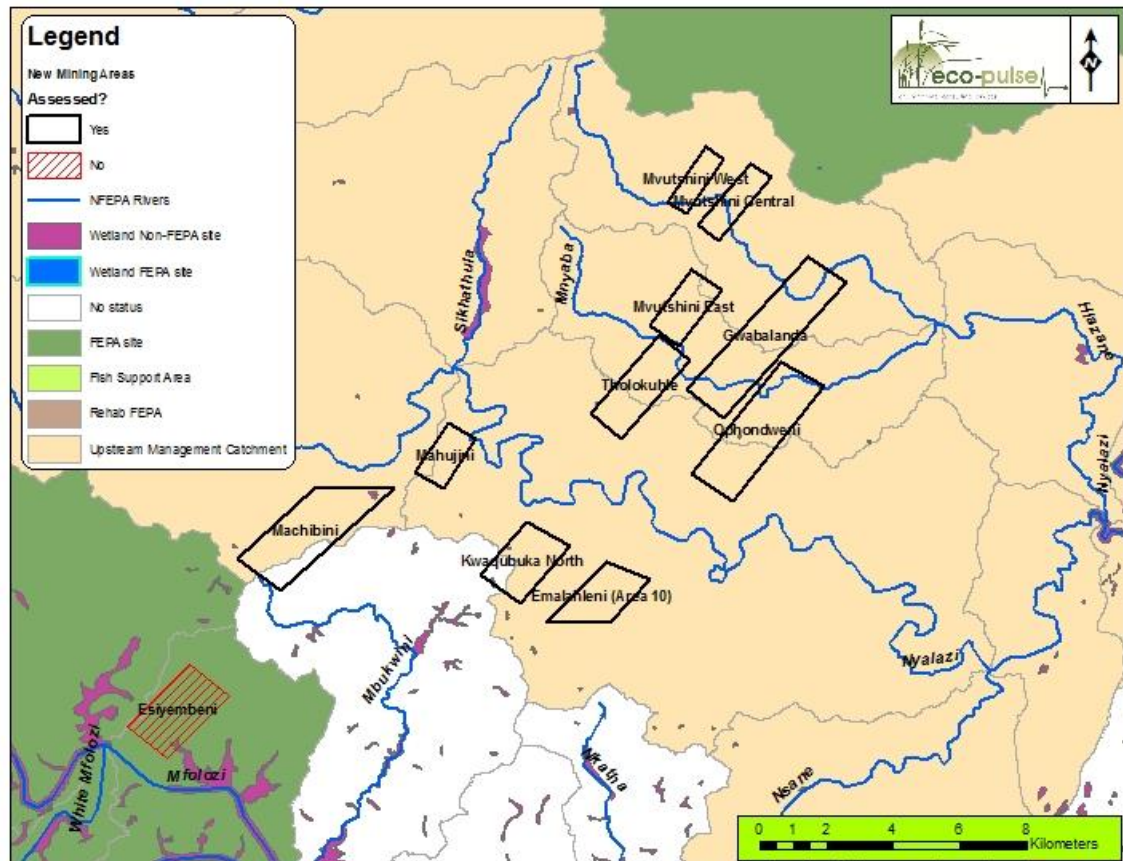 Legend
New Mining Areas
Assessed?
Yes
No
NFEPA Rivers
Wetland Non-FEPA site
Wetland FEPA site
No status
FEPA site
Fish Support Area
Rehab FEPA
Upstream Management Catchment
eco-pulse
N
Mvutshini West
Mvutshini Central
Sikhathula
Mnyaba
Mvutshini East
Gwabalanda
Hlazane
Tholokuhle
Ophondweni
Mahujini
Nyalazi
Machibini
Kwaqubuka North
Emalahleni (Area 10)
Mbukwini
Nyalazi
Esiyembeni
Mfolozi
White Mfolozi
Nkatha
Nsane
0 1 2 4 6 8
Kilometers